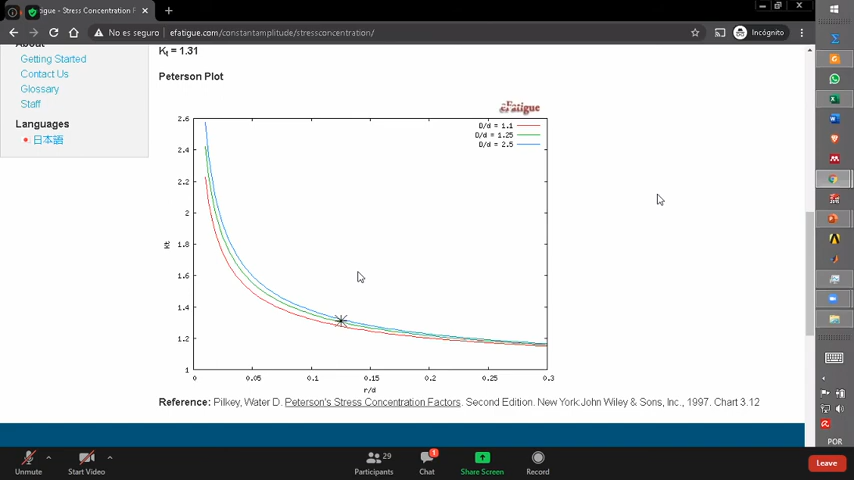 Fatigue - Stress Concentration F
No es seguro
efatigue.com/constantamplitude/stressconcentration/
Incógnito
About
Getting Started
Contact Us
Glossary
Staff
Languages
日本語
Kt = 1.31
Peterson Plot
eFatigue
D/d = 1.1
D/d = 1.25
D/d = 2.5
2.6
2.4
2.2
2
1.8
1.6
1.4
1.2
1
Kt
0
0.05
0.1
0.15
0.2
0.25
0.3
r/d
Reference: Pilkey, Water D. Peterson's Stress Concentration Factors. Second Edition. New York:John Wiley & Sons, Inc., 1997. Chart 3.12
POR
Unmute
Start Video
29
Participants
1
Chat
Share Screen
Record
Leave